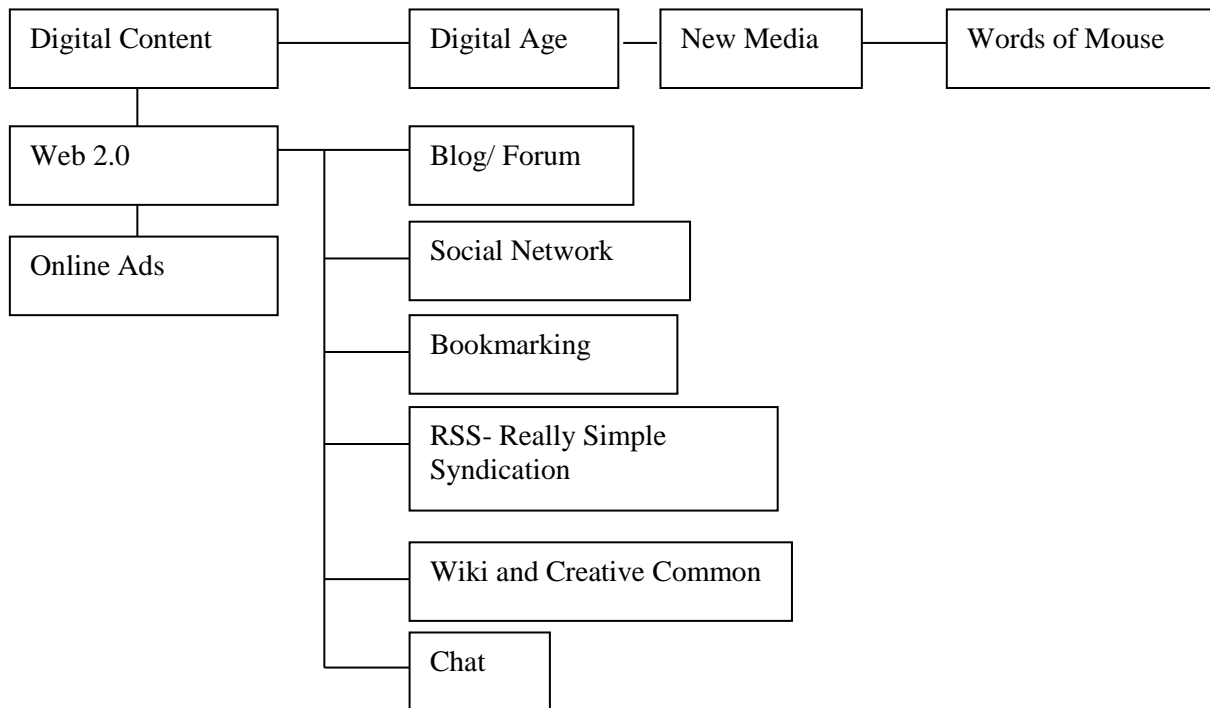 Digital Content
Digital Age
New Media
Words of Mouse
Web 2.0
Blog/ Forum
Online Ads
Social Network
Bookmarking
RSS- Really Simple
Syndication
Wiki and Creative Common
Chat